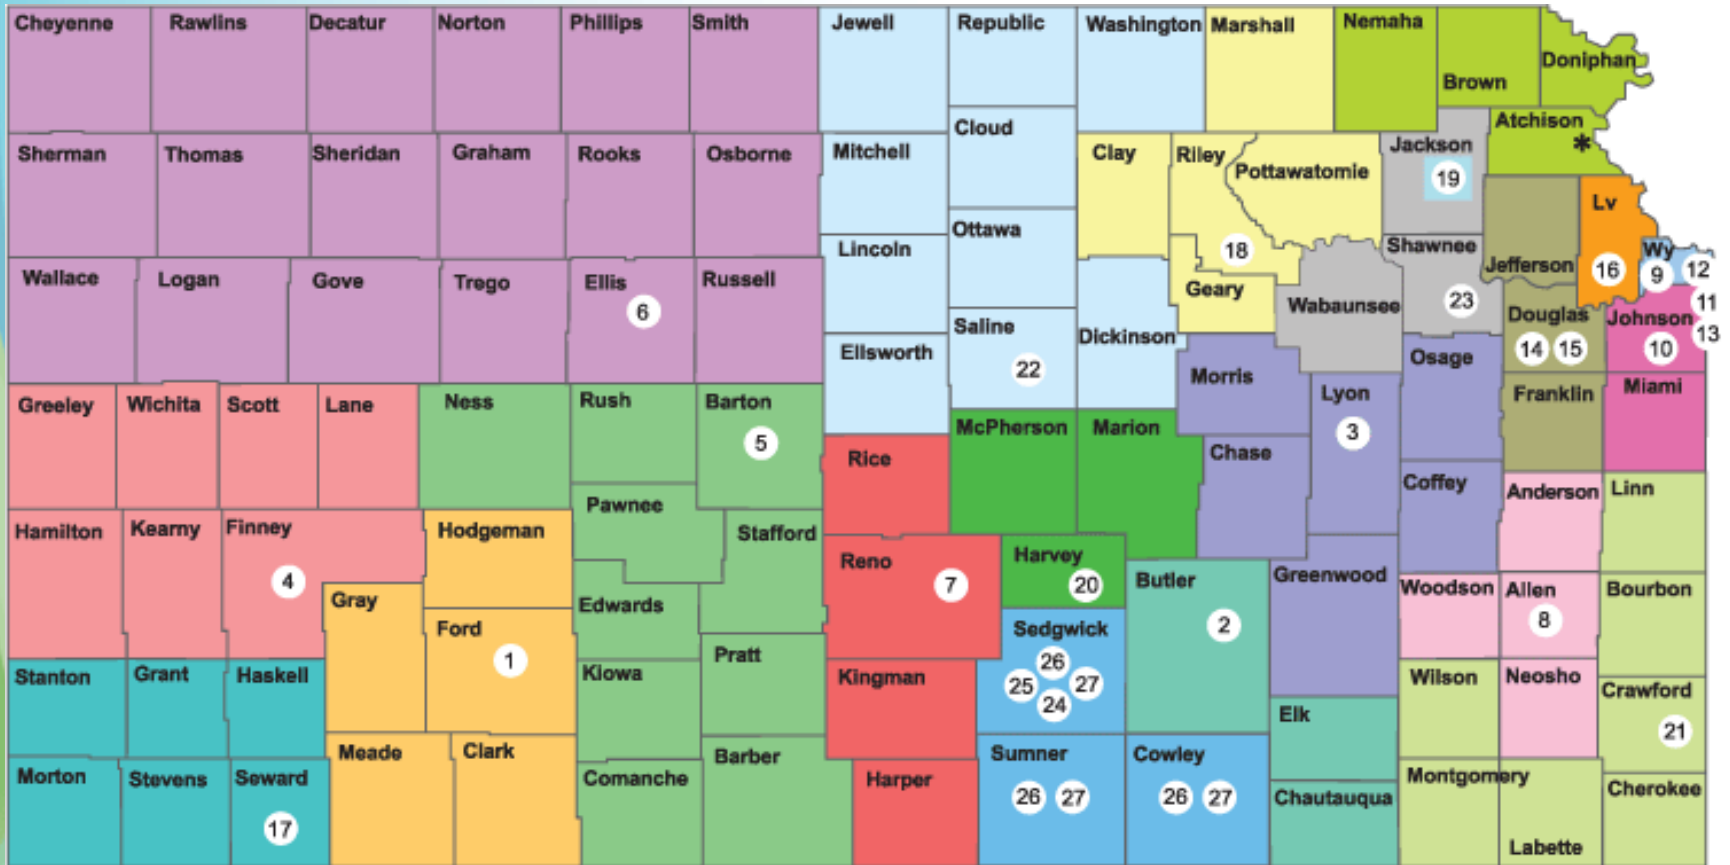 Cheyenne Rawlins Decatur Norton Phillips Smith Jewell Republic Washington Marshall Nemaha
Brown Doniphan
Sherman Thomas Sheridan Graham Rooks Osborne Mitchell Cloud Clay Riley Pottawatomie Jackson Atchison *
19
Lv
Wallace Logan Gove Trego Ellis Russell Lincoln Ottawa Geary Wabaunsee Shawnee Jefferson Wy
6 18 23 16 9 12
11
Ellsworth Saline Dickinson Morris Osage Douglas Johnson
22 14 15 10 13
Greeley Wichita Scott Lane Ness Rush Barton McPherson Marion Chase Lyon Franklin Miami
5 3
Rice Coffey Anderson Linn
Hamilton Kearny Finney Hodgeman Pawnee Stafford Reno Harvey Butler Greenwood Woodson Allen Bourbon
4 7 20 2 8
Gray Ford Edwards Sedgwick
1 26
25 27
24
Stanton Grant Haskell Kiowa Pratt Kingman Elk Wilson Neosho Crawford
21
Morton Stevens Seward Meade Clark Comanche Barber Harper Sumner Cowley Chautauqua Montgomery Labette Cherokee
17 26 27 26 27